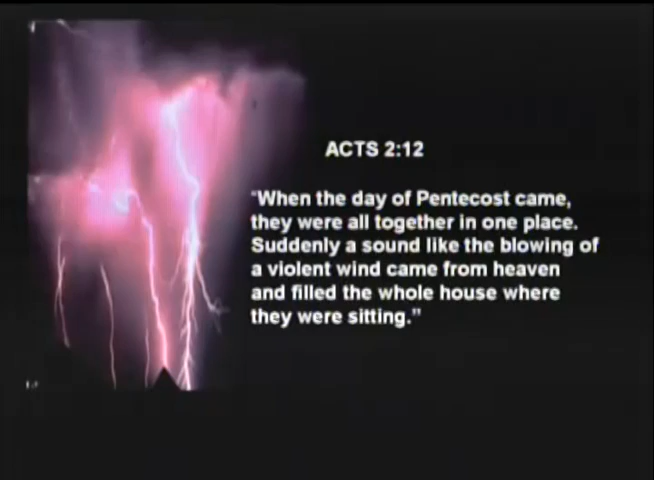 ACTS 2:12
"When the day of Pentecost came,
they were all together in one place.
Suddenly a sound like the blowing of
a violent wind came from heaven
and filled the whole house where
they were sitting."